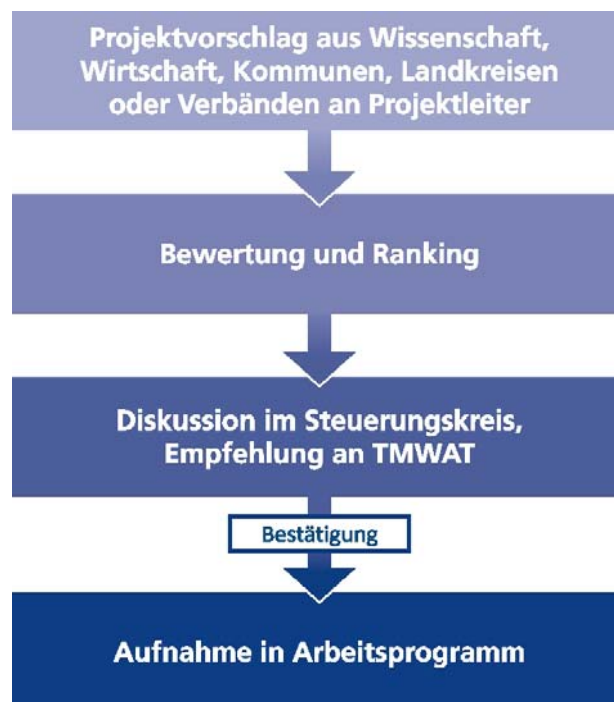 Projektvorschlag aus Wissenschaft,
Wirtschaft, Kommunen, Landkreisen
oder Verbänden an Projektleiter
Bewertung und Ranking
Diskussion im Steuerungskreis,
Empfehlung an TMWAT
Bestätigung
Aufnahme in Arbeitsprogramm